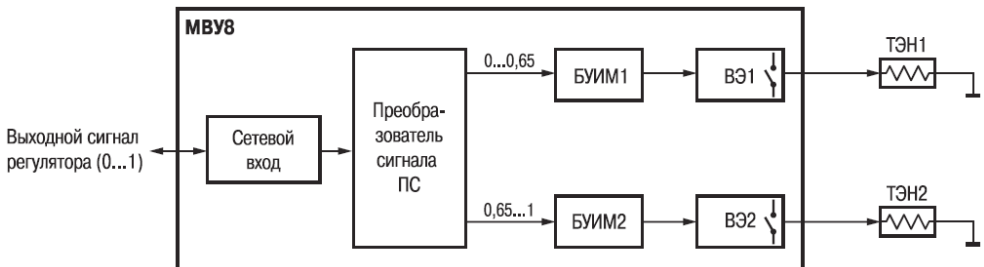 МВУ8
ТЭН1
0...0,65
БУИМ1
ВЭ1
Выходной сигнал
регулятора (0...1)
Сетевой
вход
Преобра-
зователь
сигнала
ПС
ТЭН2
0,65...1
БУИМ2
ВЭ2